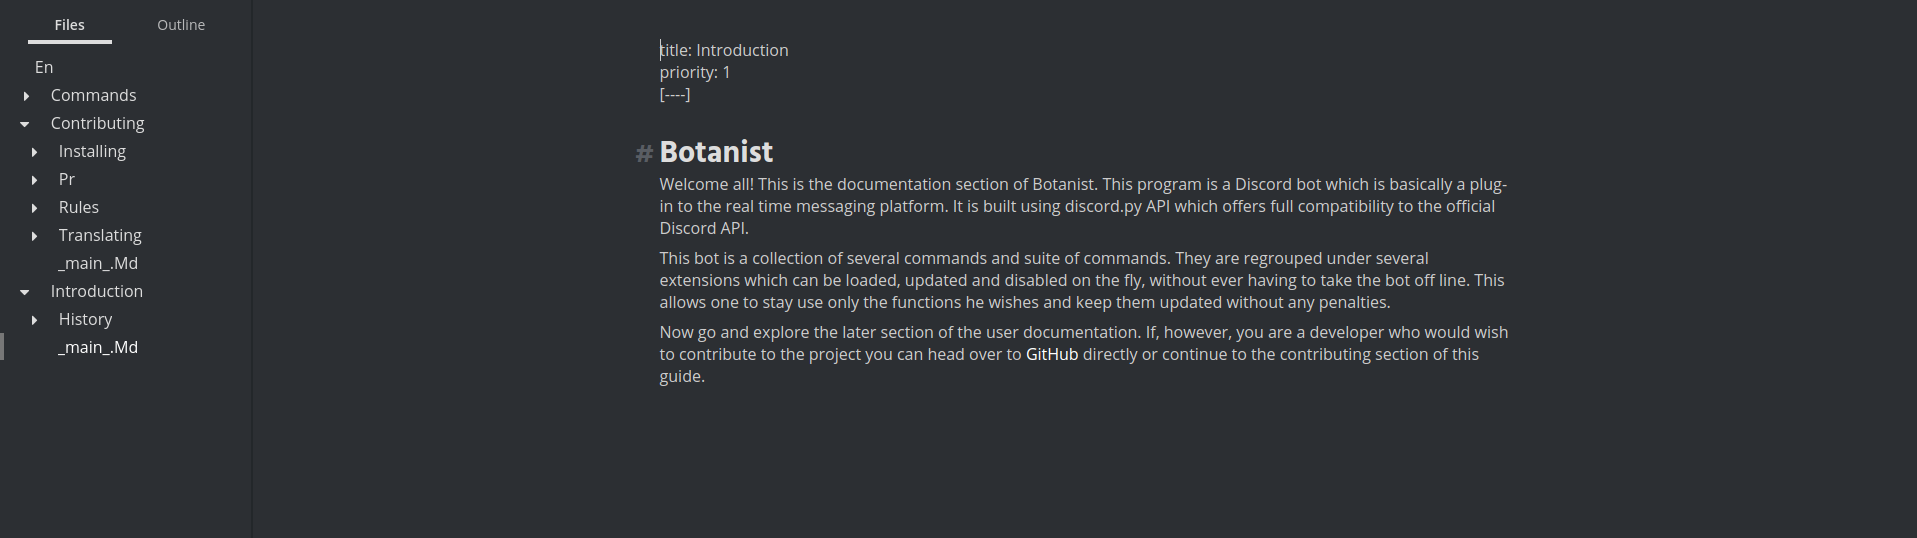 Files
Outline
En
Commands
Contributing
Installing
Pr
Rules
Translating
_main_.Md
Introduction
History
_main_.Md
title: Introduction
priority: 1
[----]
# Botanist
Welcome all! This is the documentation section of Botanist. This program is a Discord bot which is basically a plug-
in to the real time messaging platform. It is built using discord.py API which offers full compatibility to the official
Discord API.
This bot is a collection of several commands and suite of commands. They are regrouped under several
extensions which can be loaded, updated and disabled on the fly, without ever having to take the bot off line. This
allows one to stay use only the functions he wishes and keep them updated without any penalties.
Now go and explore the later section of the user documentation. If, however, you are a developer who would wish
to contribute to the project you can head over to GitHub directly or continue to the contributing section of this
guide.